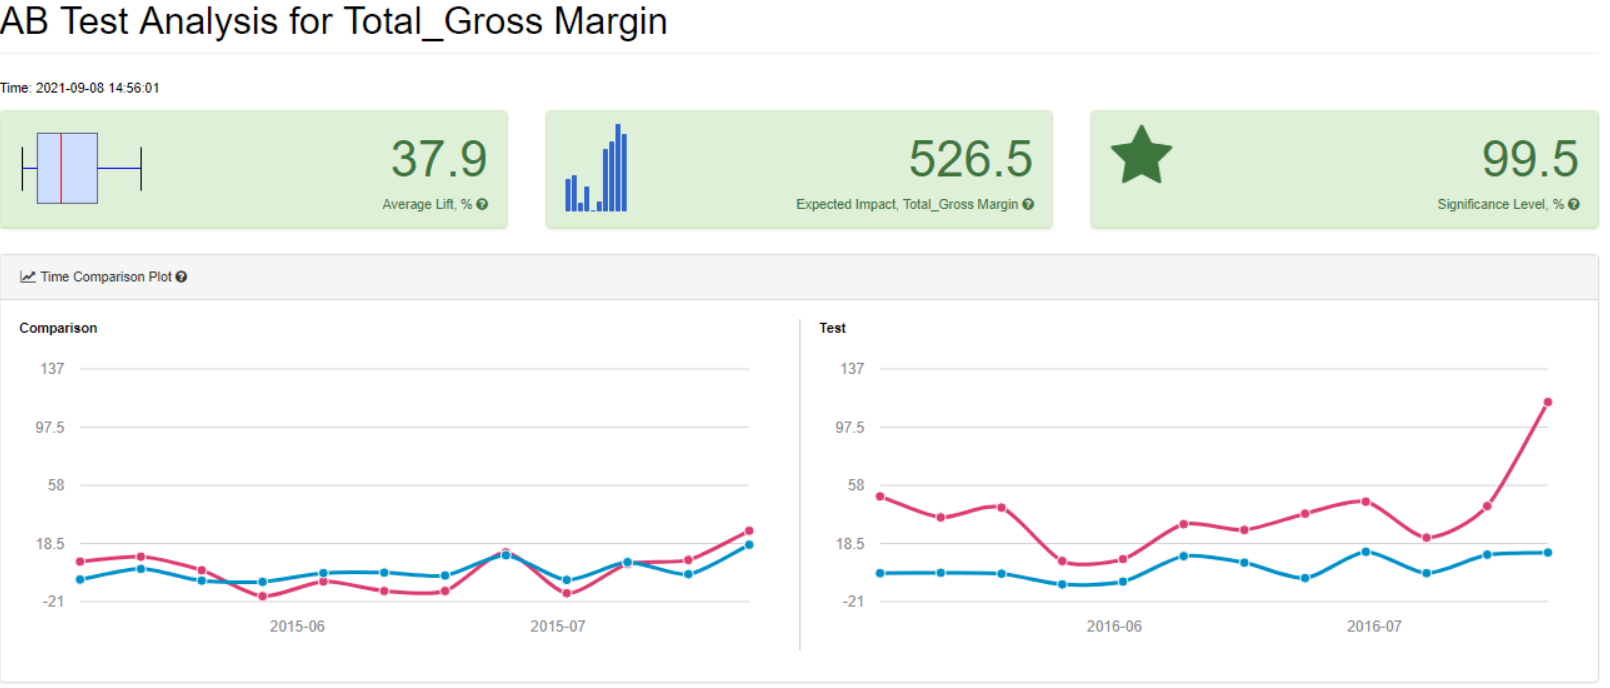 AB Test Analysis for Total_Gross Margin
Time: 2021-09-08 14:56:01
37.9
Average Lift, % ?
526.5
Expected Impact, Total_Gross Margin ?
99.5
Significance Level, % ?
Time Comparison Plot ?
Comparison
137
97.5
58
18.5
-21
2015-06 2015-07
Test
137
97.5
58
18.5
-21
2016-06 2016-07